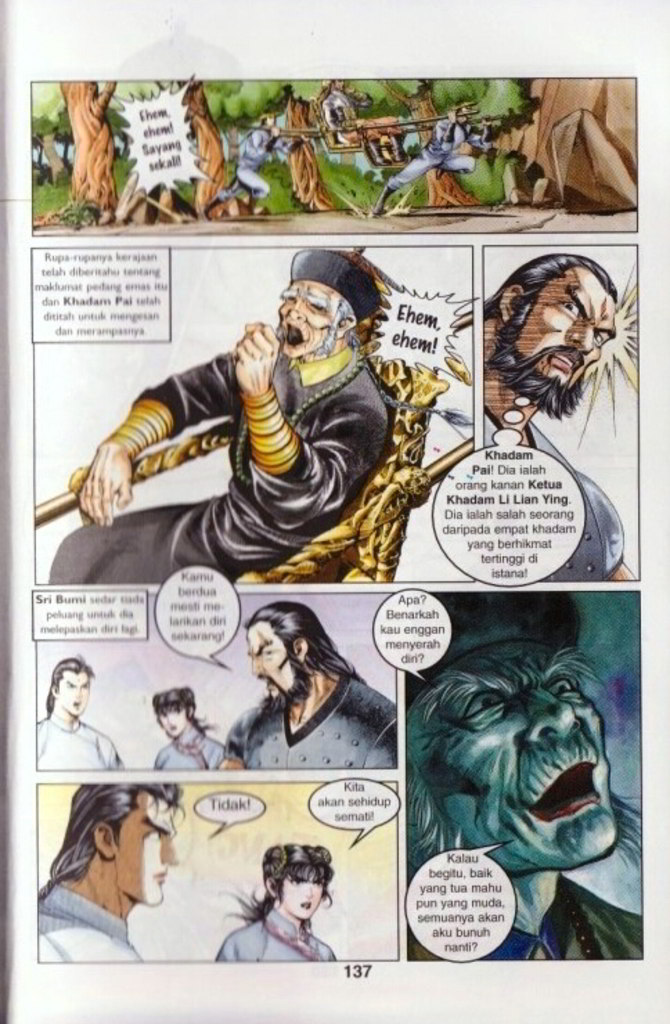 Ehem,
ehem!
Sayang
sekali!
Rupa-rupanya kerajaan
telah diberitahu tentang
maklumat pedang emas itu
dan Khadam Pai telah
dititah untuk mengesan
dan merampasnya.
Ehem,
ehem!
Khadam
Pai! Dia ialah
orang kanan Ketua
Khadam Li Lian Ying.
Dia ialah salah seorang
daripada empat khadam
yang berhikmat
tertinggi di
istana!
Sri Bumi sedar tiada
peluang untuk dia
melepaskan diri lagi.
Kamu
berdua
mesti me-
larikan diri
sekarang!
Apa?
Benarkah
kau enggan
menyerah
diri?
Tidak!
Kita
akan sehidup
semati!
Kalau
begitu, baik
yang tua mahu
pun yang muda,
semuanya akan
aku bunuh
nanti?
137